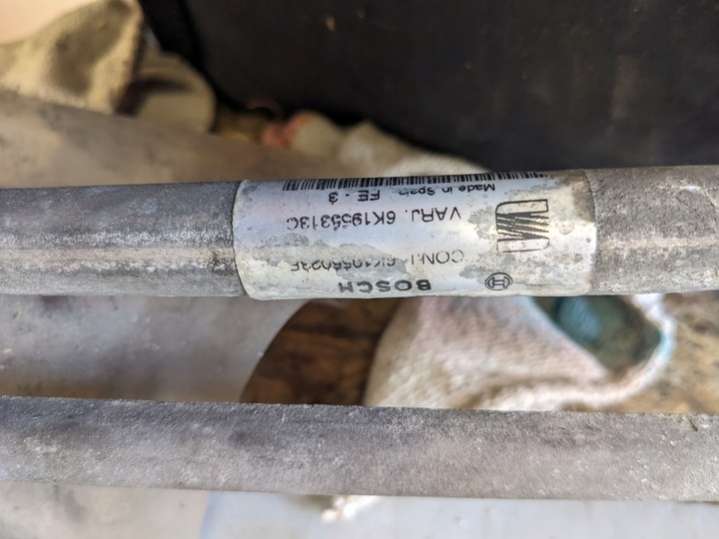 BOSCH
CONJ.
VARJ. 6K1955313C
FE - 3
Made in Spain